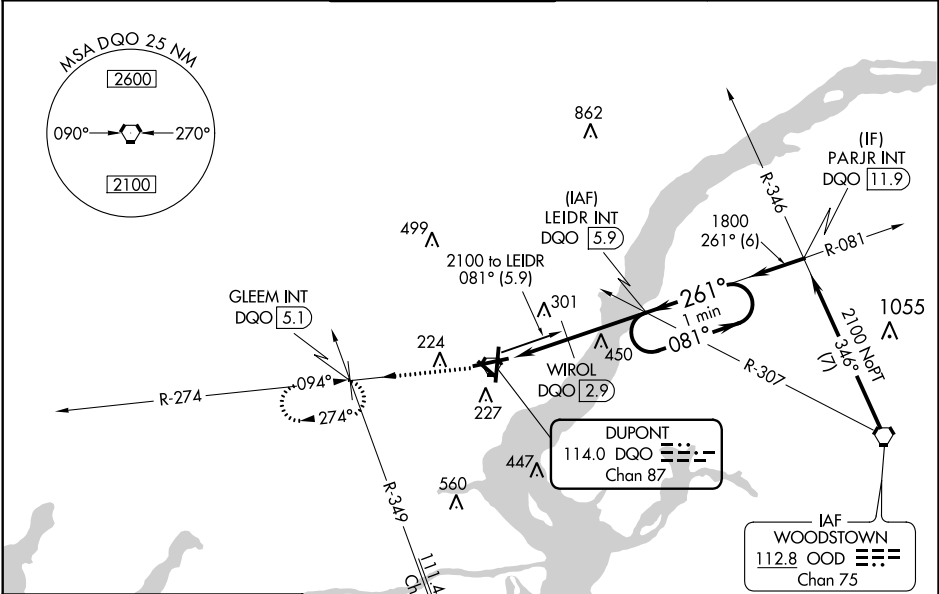 MSA DQO 25 NM
2600
090°
270°
2100
862
(IAF)
LEIDR INT
DQO 5.9
(IF)
PARJR INT
DQO 11.9
R-346
1800
261° (6)
R-081
499
2100 to LEIDR
081° (5.9)
GLEEM INT
DQO 5.1
301
261°
1 min
081°
1055
2100 NoPT
346°
(7)
224
450
WIROL
DQO 2.9
R-307
094°
R-274
274°
227
DUPONT
114.0 DQO
Chan 87
447
560
R-349
111.4
Ch
IAF
WOODSTOWN
112.8 OOD
Chan 75